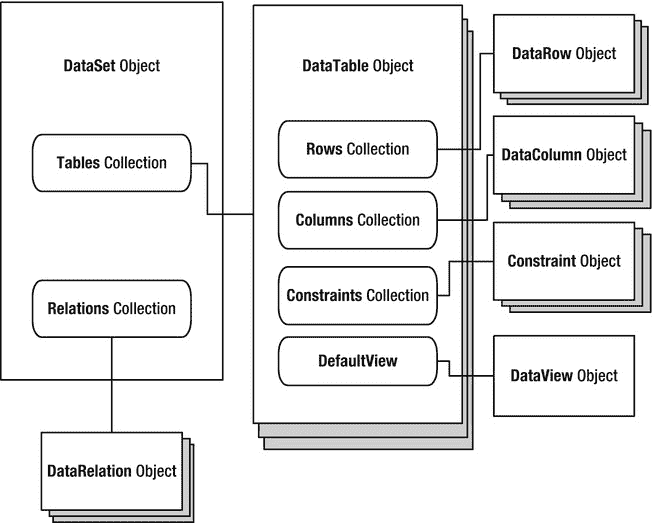 DataSet Object
Tables Collection
Relations Collection
DataRelation Object
DataTable Object
Rows Collection
Columns Collection
Constraints Collection
DefaultView
DataRow Object
DataColumn Object
Constraint Object
DataView Object